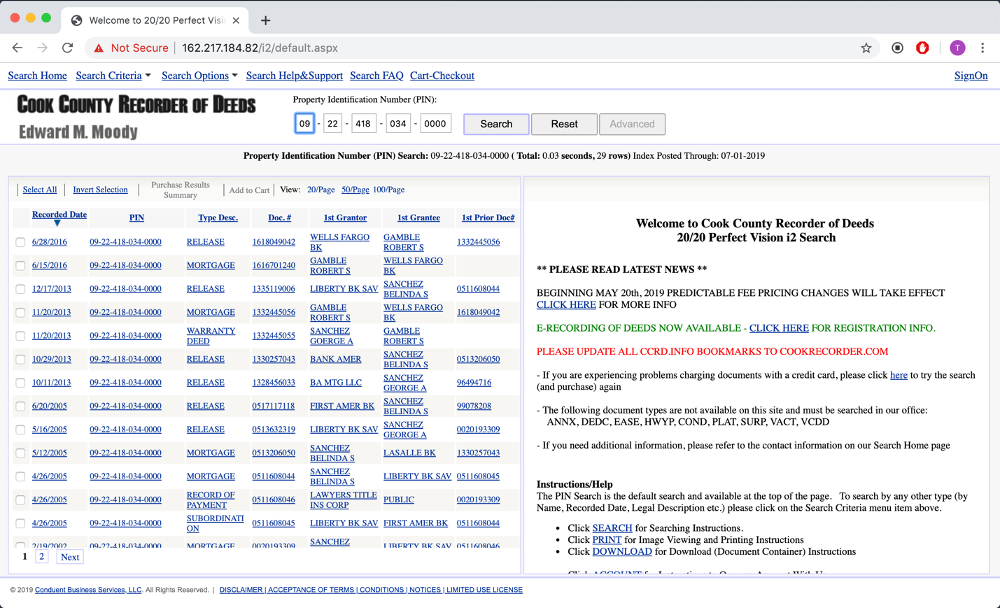 Welcome to 20/20 Perfect Visi
Not Secure | 162.217.184.82/i2/default.aspx
T
Search Home Search Criteria Search Options Search Help&Support Search FAQ Cart-Checkout SignOn
COOK COUNTY RECORDER OF DEEDS
Edward M. Moody
Property Identification Number (PIN):
09 - 22 - 418 - 034 - 0000 Search Reset Advanced
Property Identification Number (PIN) Search: 09-22-418-034-0000 ( Total: 0.03 seconds, 29 rows) Index Posted Through: 07-01-2019
Select All | Invert Selection | Purchase Results Summary | Add to Cart | View: 20/Page 50/Page 100/Page
Recorded Date PIN Type Desc. Doc. # 1st Grantor 1st Grantee 1st Prior Doc#
6/28/2016 09-22-418-034-0000 RELEASE 1618049042 WELLS FARGO BK GAMBLE ROBERT S 1332445056
6/15/2016 09-22-418-034-0000 MORTGAGE 1616701240 GAMBLE ROBERT S WELLS FARGO BK
12/17/2013 09-22-418-034-0000 RELEASE 1335119006 LIBERTY BK SAV SANCHEZ BELINDA S 0511608044
11/20/2013 09-22-418-034-0000 MORTGAGE 1332445056 GAMBLE ROBERT S WELLS FARGO BK 1618049042
11/20/2013 09-22-418-034-0000 WARRANTY DEED 1332445055 SANCHEZ GOERGE A GAMBLE ROBERT S
10/29/2013 09-22-418-034-0000 RELEASE 1330257043 BANK AMER SANCHEZ BELINDA S 0513206050
10/11/2013 09-22-418-034-0000 RELEASE 1328456033 BA MTG LLC SANCHEZ GEORGE A 96494716
6/20/2005 09-22-418-034-0000 RELEASE 0517117118 FIRST AMER BK SANCHEZ BELINDA S 99078208
5/16/2005 09-22-418-034-0000 RELEASE 0513632319 LIBERTY BK SAV SANCHEZ GEORGE A 0020193309
5/12/2005 09-22-418-034-0000 MORTGAGE 0513206050 SANCHEZ BELINDA S LASALLE BK 1330257043
4/26/2005 09-22-418-034-0000 MORTGAGE 0511608044 SANCHEZ BELINDA S LIBERTY BK SAV 0511608045
4/26/2005 09-22-418-034-0000 RECORD OF PAYMENT 0511608046 LAWYERS TITLE INS CORP PUBLIC 0020193309
4/26/2005 09-22-418-034-0000 SUBORDINATI ON 0511608045 LIBERTY BK SAV FIRST AMER BK 0511608044
2/19/2002 09-22-418-034-0000 MORTGAGE 0020193309 SANCHEZ LIBERTY BK SAV 0511608046
1 2 Next
Welcome to Cook County Recorder of Deeds
20/20 Perfect Vision i2 Search
** PLEASE READ LATEST NEWS **
BEGINNING MAY 20th, 2019 PREDICTABLE FEE PRICING CHANGES WILL TAKE EFFECT
CLICK HERE FOR MORE INFO
E-RECORDING OF DEEDS NOW AVAILABLE - CLICK HERE FOR REGISTRATION INFO.
PLEASE UPDATE ALL CCRD.INFO BOOKMARKS TO COOKRECORDER.COM
- If you are experiencing problems charging documents with a credit card, please click here to try the search
(and purchase) again
- The following document types are not available on this site and must be searched in our office:
ANNX, DEDC, EASE, HWYP, COND, PLAT, SURP, VACT, VCDD
- If you need additional information, please refer to the contact information on our Search Home page
Instructions/Help
The PIN Search is the default search and available at the top of the page. To search by any other type (by
Name, Recorded Date, Legal Description etc.) please click on the Search Criteria menu item above.
• Click SEARCH for Searching Instructions.
• Click PRINT for Image Viewing and Printing Instructions
• Click DOWNLOAD for Download (Document Container) Instructions
Click ACCOUNT for Instructions to Open an Account With Us
© 2019 Conduent Business Services, LLC. All Rights Reserved. | DISCLAIMER | ACCEPTANCE OF TERMS | CONDITIONS | NOTICES | LIMITED USE LICENSE